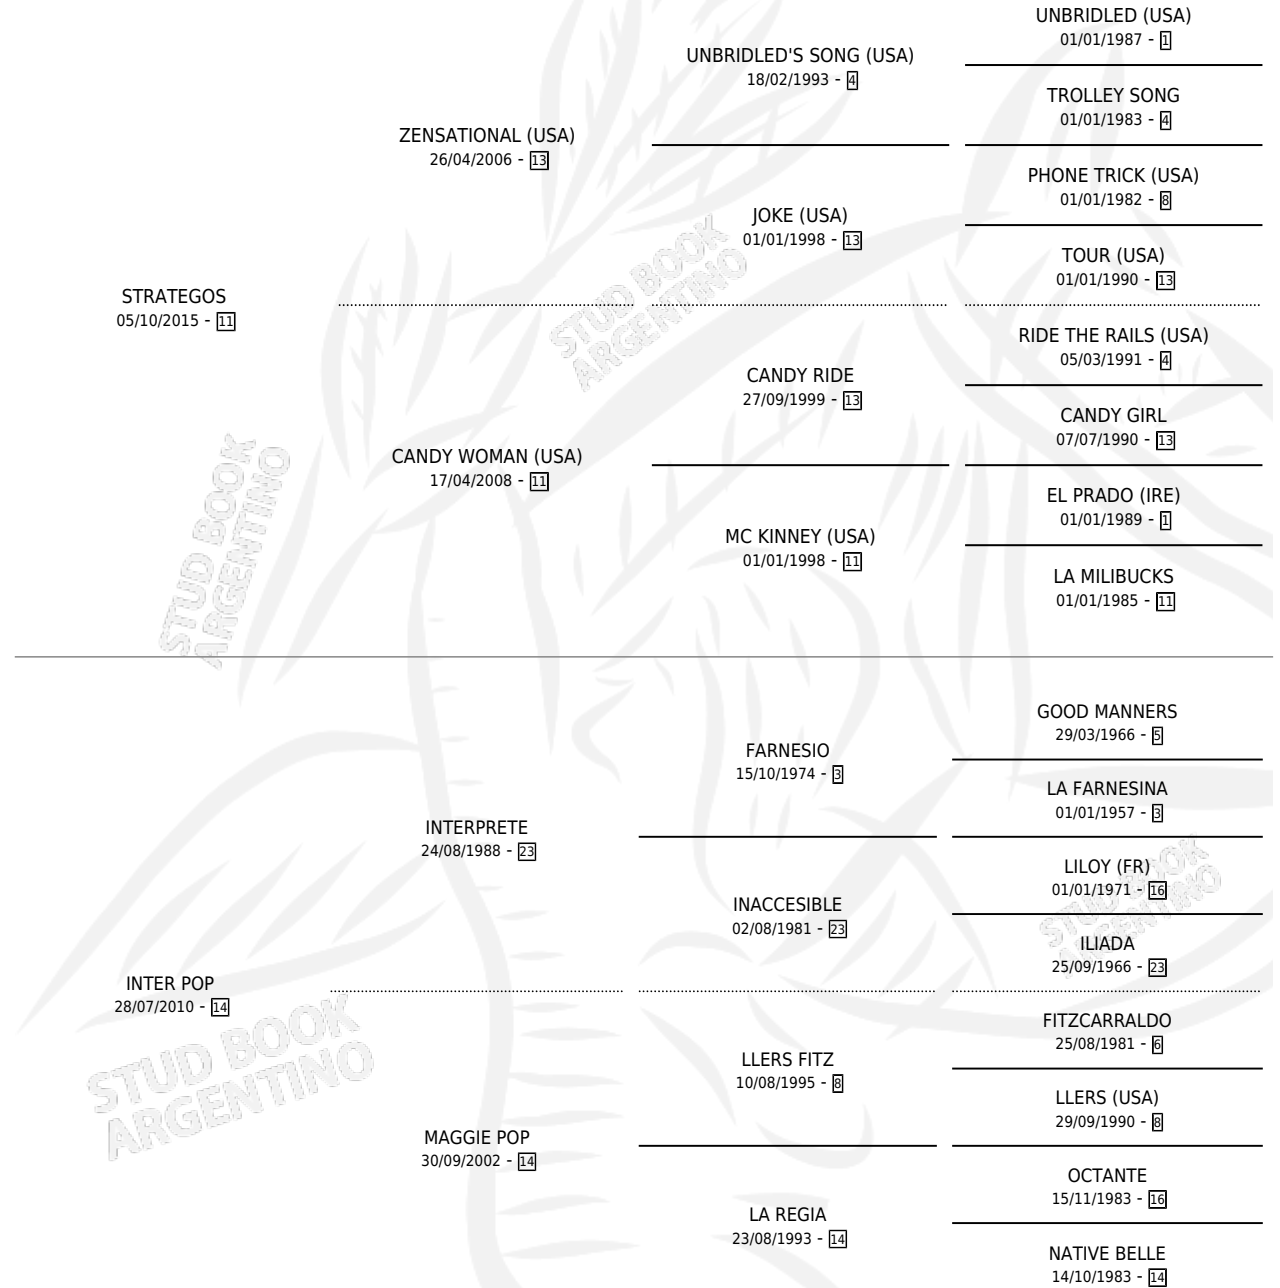 UNBRIDLED (USA)
01/01/1987 - 1
UNBRIDLED'S SONG (USA)
18/02/1993 - 4
TROLLEY SONG
01/01/1983 - 4
ZENSATIONAL (USA)
26/04/2006 - 13
PHONE TRICK (USA)
01/01/1982 - 8
JOKE (USA)
01/01/1998 - 13
TOUR (USA)
01/01/1990 - 13
STRATEGOS
05/10/2015 - 11
RIDE THE RAILS (USA)
05/03/1991 - 4
CANDY RIDE
27/09/1999 - 13
CANDY GIRL
07/07/1990 - 13
CANDY WOMAN (USA)
17/04/2008 - 11
EL PRADO (IRE)
01/01/1989 - 1
MC KINNEY (USA)
01/01/1998 - 11
LA MILIBUCKS
01/01/1985 - 11
GOOD MANNERS
29/03/1966 - 5
FARNESIO
15/10/1974 - 3
LA FARNESINA
01/01/1957 - 3
INTERPRETE
24/08/1988 - 23
LILOY (FR)
01/01/1971 - 16
INACCESIBLE
02/08/1981 - 23
ILIADA
25/09/1966 - 23
INTER POP
28/07/2010 - 14
FITZCARRALDO
25/08/1981 - 6
LLERS FITZ
10/08/1995 - 8
LLERS (USA)
29/09/1990 - 8
MAGGIE POP
30/09/2002 - 14
OCTANTE
15/11/1983 - 16
LA REGIA
23/08/1993 - 14
NATIVE BELLE
14/10/1983 - 14
STUD BOOK
ARGENTINO
STUD BOOK
ARGENTINO
STUD BOOK
ARGENTINO
STUD BOOK
ARGENTINO